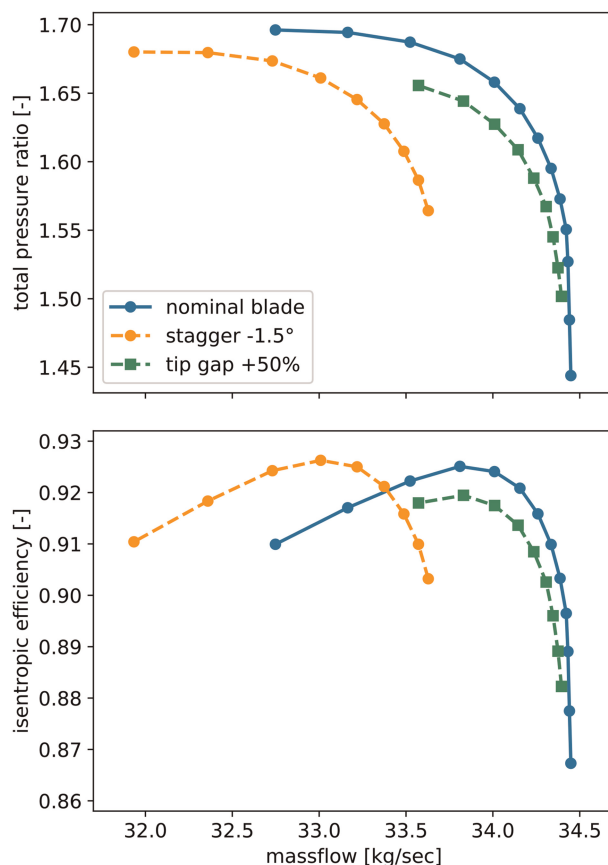 total pressure ratio [-]
1.70
1.65
1.60
1.55
1.50
1.45
nominal blade
stagger -1.5°
tip gap +50%
isentropic efficiency [-]
0.93
0.92
0.91
0.90
0.89
0.88
0.87
0.86
32.0 32.5 33.0 33.5 34.0 34.5
massflow [kg/sec]